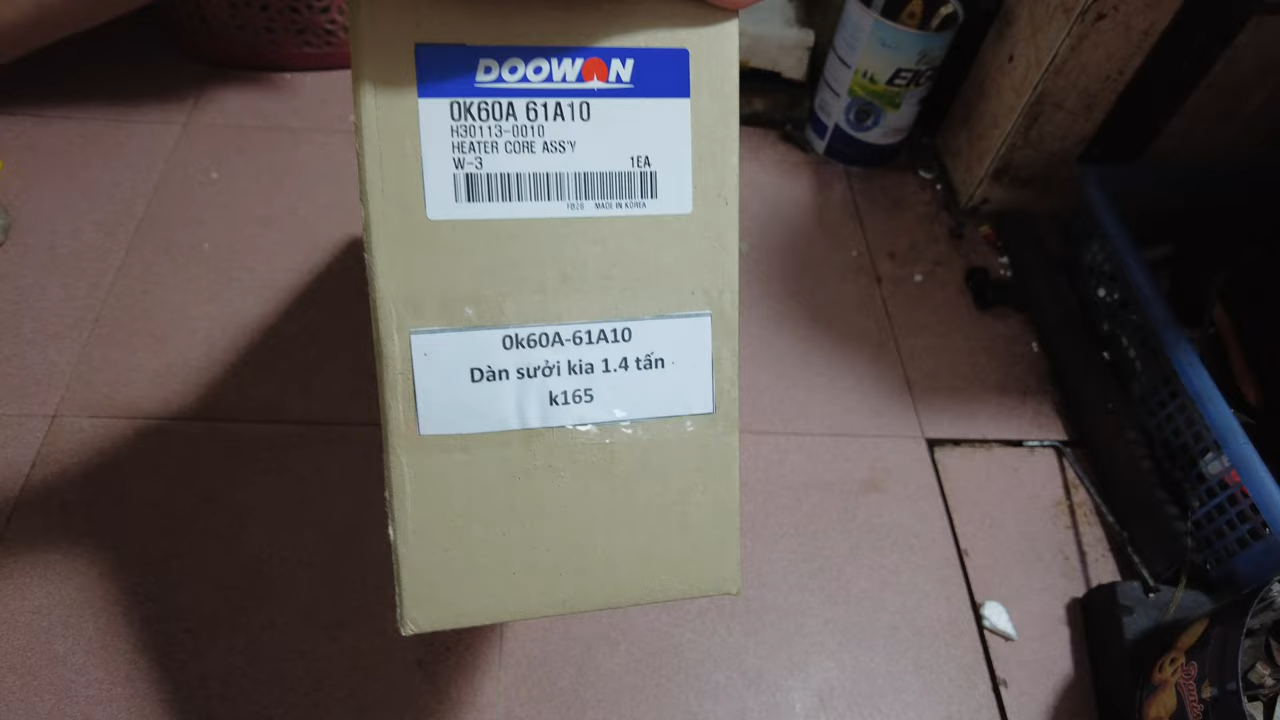 DOOWON
0K60A 61A10
H30113-0010
HEATER CORE ASS'Y
W-3 1EA
MADE IN KOREA
0k60A-61A10
Dàn sưởi kia 1.4 tấn
k165